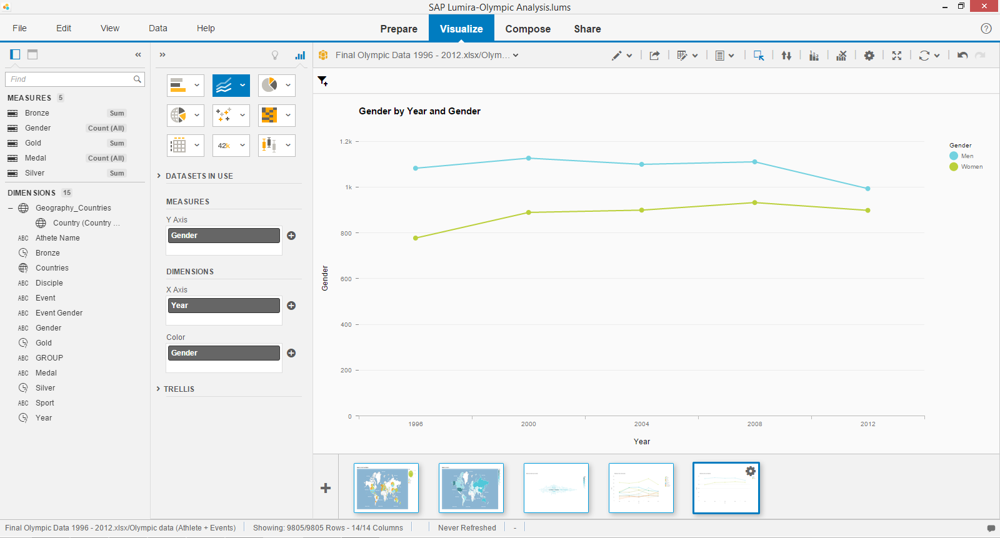 SAP Lumira-Olympic Analysis.lums
File Edit View Data Help
Prepare Visualize Compose Share
Find
MEASURES 5
Bronze Sum
Gender Count (All)
Gold Sum
Medal Count (All)
Silver Sum
DIMENSIONS 15
Geography_Countries
Country (Country ...
ABC Athete Name
Bronze
Countries
ABC Disciple
ABC Event
ABC Event Gender
ABC Gender
Gold
ABC GROUP
ABC Medal
Silver
ABC Sport
Year
42k
DATASETS IN USE
MEASURES
Y Axis
Gender
DIMENSIONS
X Axis
Year
Color
Gender
TRELLIS
Final Olympic Data 1996 - 2012.xlsx/Olym...
Gender by Year and Gender
1.2k
1k
800
600
400
200
0
Gender
1996 2000 2004 2008 2012
Year
Gender
Men
Women
Final Olympic Data 1996 - 2012.xlsx/Olympic data (Athlete + Events) Showing: 9805/9805 Rows - 14/14 Columns Never Refreshed -